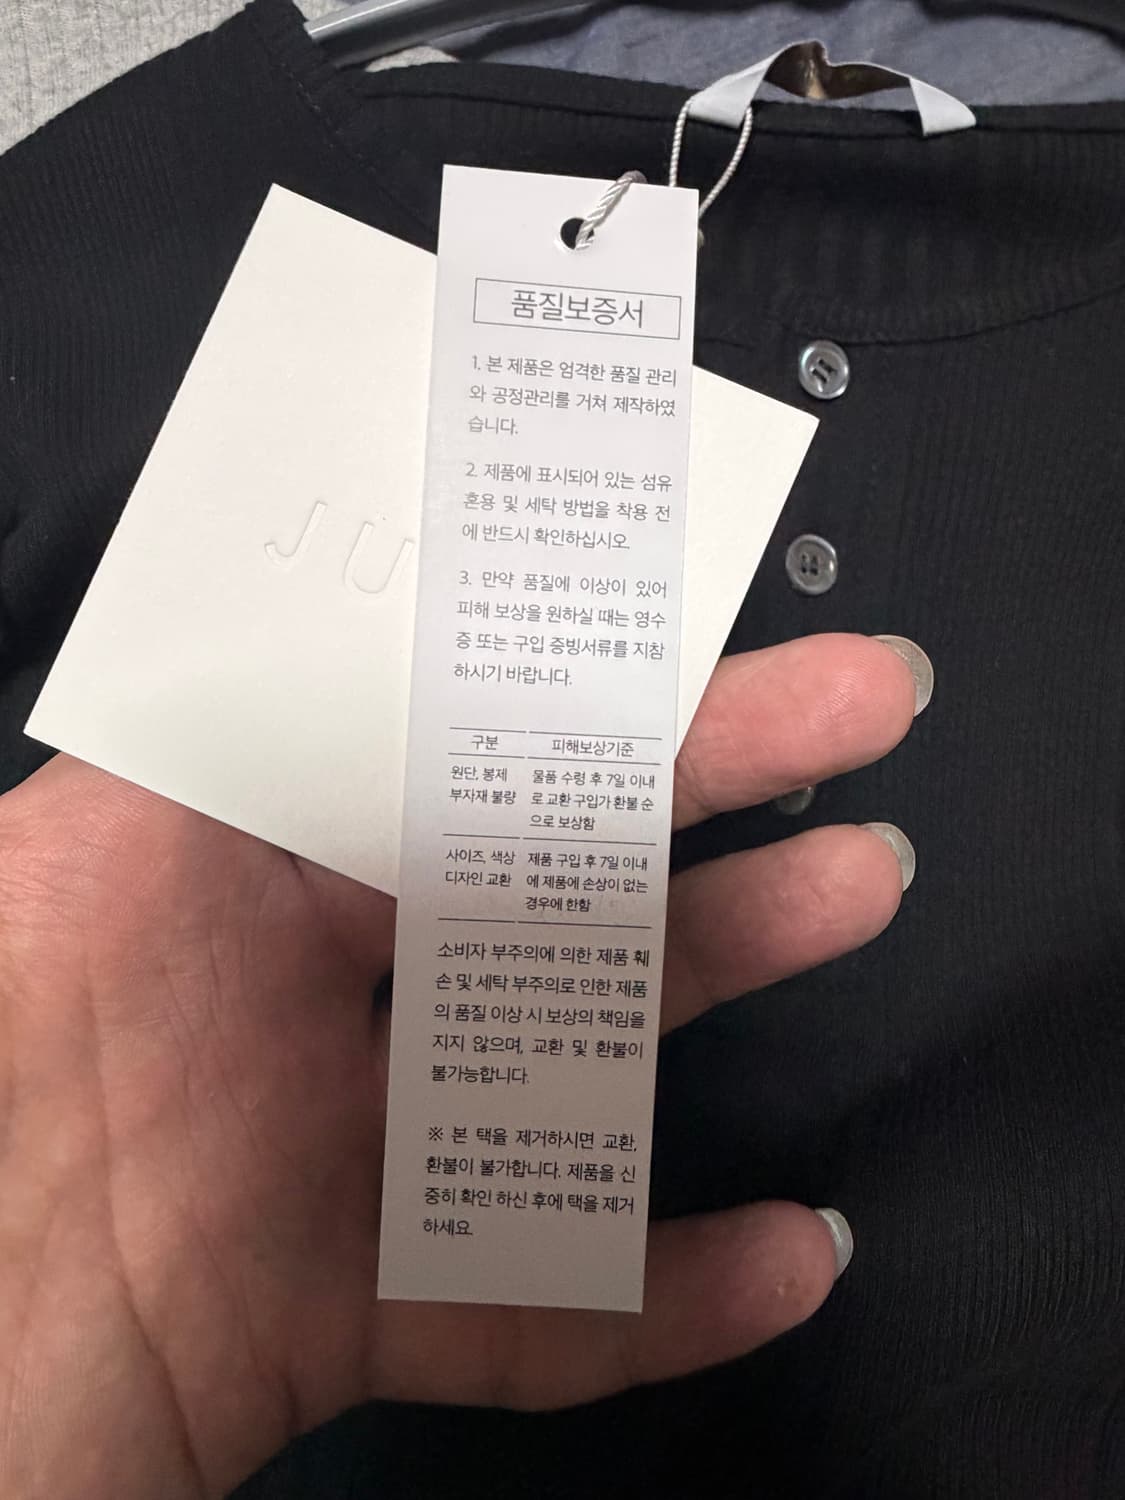 JU
품질보증서
1. 본 제품은 엄격한 품질 관리
와 공정관리를 거쳐 제작하였
습니다.
2. 제품에 표시되어 있는 섬유
혼용 및 세탁 방법을 착용 전
에 반드시 확인하십시오.
3. 만약 품질에 이상이 있어
피해 보상을 원하실 때는 영수
증 또는 구입 증빙서류를 지참
하시기 바랍니다.
구분 피해보상기준
원단, 봉제 물품 수령 후 7일 이내
부자재 불량 로 교환 구입가 환불 순
으로 보상함
사이즈, 색상 제품 구입 후 7일 이내
디자인 교환 에 제품에 손상이 없는
경우에 한함
소비자 부주의에 의한 제품 훼
손 및 세탁 부주의로 인한 제품
의 품질 이상 시 보상의 책임을
지지 않으며, 교환 및 환불이
불가능합니다.
※ 본 택을 제거하시면 교환,
환불이 불가합니다. 제품을 신
중히 확인 하신 후에 택을 제거
하세요.